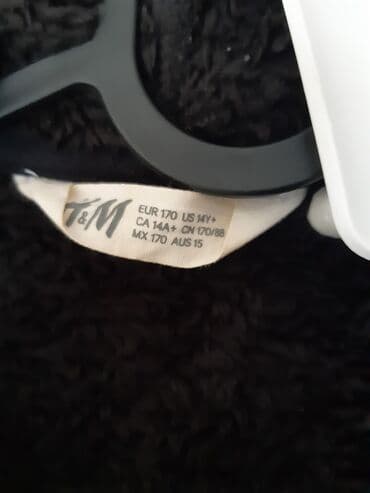 H&M
EUR 170 US 14Y+
CA 14A+ CN 170/88
MX 170 AUS 15